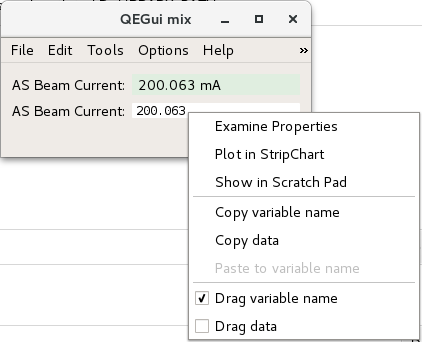 QEGui mix
File Edit Tools Options Help »
AS Beam Current: 200.063 mA
AS Beam Current: 200.063
Examine Properties
Plot in StripChart
Show in Scratch Pad
Copy variable name
Copy data
Paste to variable name
Drag variable name
Drag data